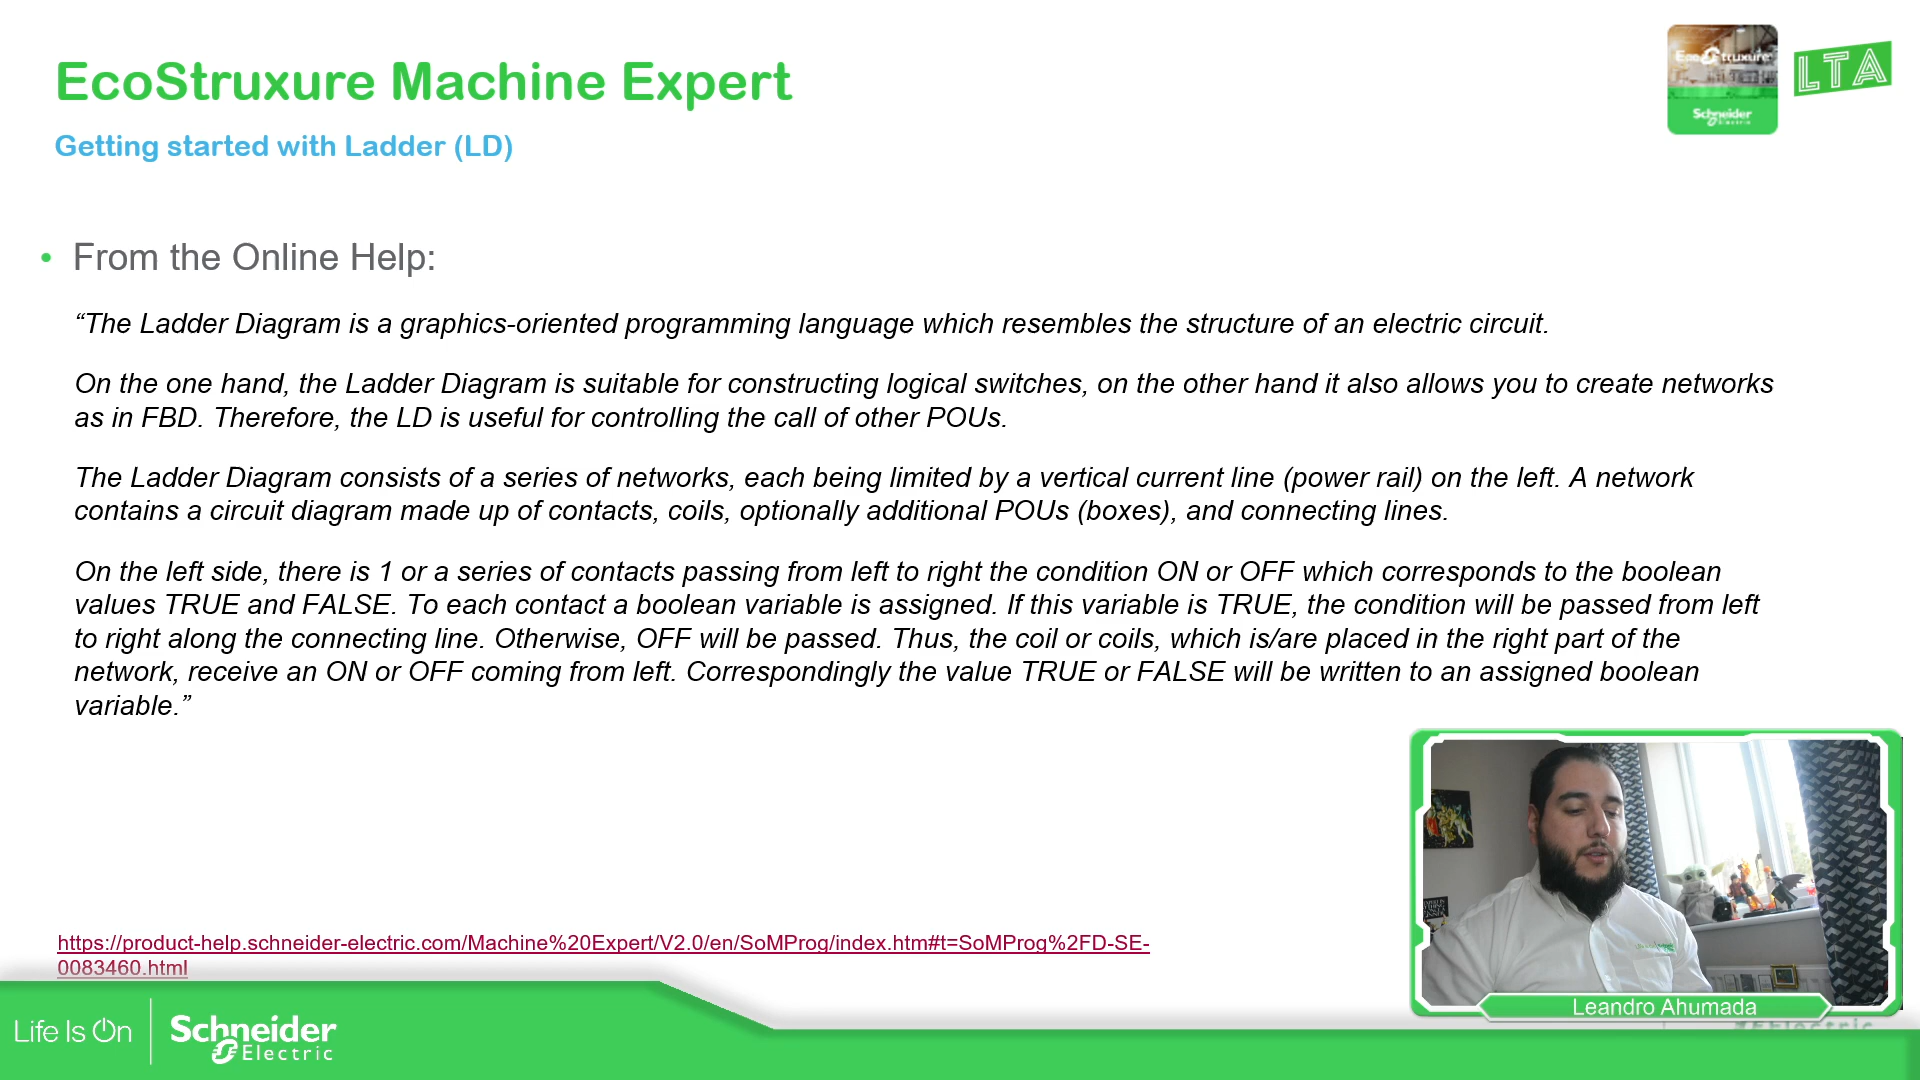 EcoStruxure Machine Expert
Getting started with Ladder (LD)
EcoStruxure
Schneider
Electric
LTA
• From the Online Help:
“The Ladder Diagram is a graphics-oriented programming language which resembles the structure of an electric circuit.
On the one hand, the Ladder Diagram is suitable for constructing logical switches, on the other hand it also allows you to create networks
as in FBD. Therefore, the LD is useful for controlling the call of other POUs.
The Ladder Diagram consists of a series of networks, each being limited by a vertical current line (power rail) on the left. A network
contains a circuit diagram made up of contacts, coils, optionally additional POUs (boxes), and connecting lines.
On the left side, there is 1 or a series of contacts passing from left to right the condition ON or OFF which corresponds to the boolean
values TRUE and FALSE. To each contact a boolean variable is assigned. If this variable is TRUE, the condition will be passed from left
to right along the connecting line. Otherwise, OFF will be passed. Thus, the coil or coils, which is/are placed in the right part of the
network, receive an ON or OFF coming from left. Correspondingly the value TRUE or FALSE will be written to an assigned boolean
variable.”
https://product-help.schneider-electric.com/Machine%20Expert/V2.0/en/SoMProg/index.htm#t=SoMProg%2FD-SE-
0083460.html
Leandro Ahumada
Life Is On
Schneider
Electric